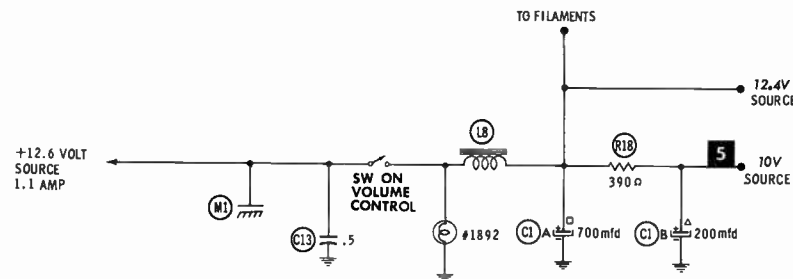 TO FILAMENTS
12.4V
SOURCE
L8
R18
5
10V
SOURCE
+12.6 VOLT
SOURCE
1.1 AMP
SW ON
VOLUME
CONTROL
390Ω
M1
C13 .5
#1892
C1 A 700mfd
C1 B 200mfd